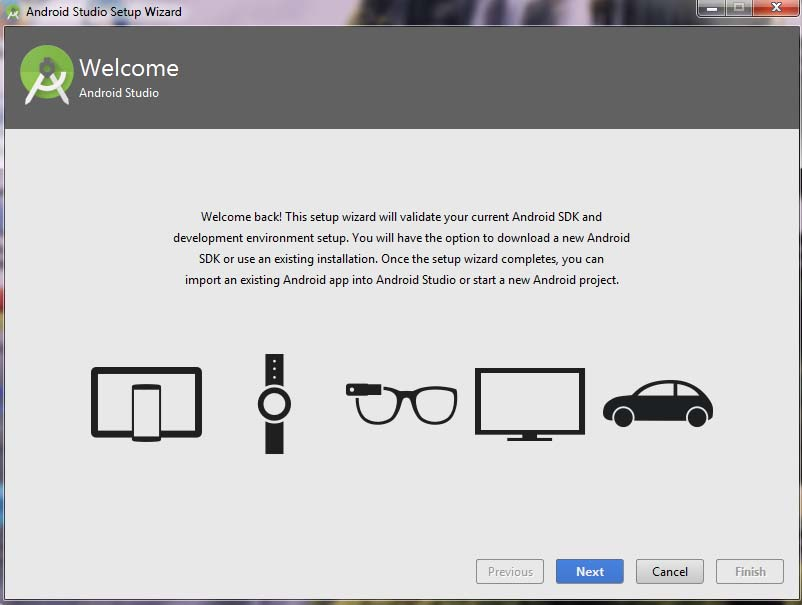 Android Studio Setup Wizard
Welcome
Android Studio
Welcome back! This setup wizard will validate your current Android SDK and
development environment setup. You will have the option to download a new Android
SDK or use an existing installation. Once the setup wizard completes, you can
import an existing Android app into Android Studio or start a new Android project.
Previous Next Cancel Finish